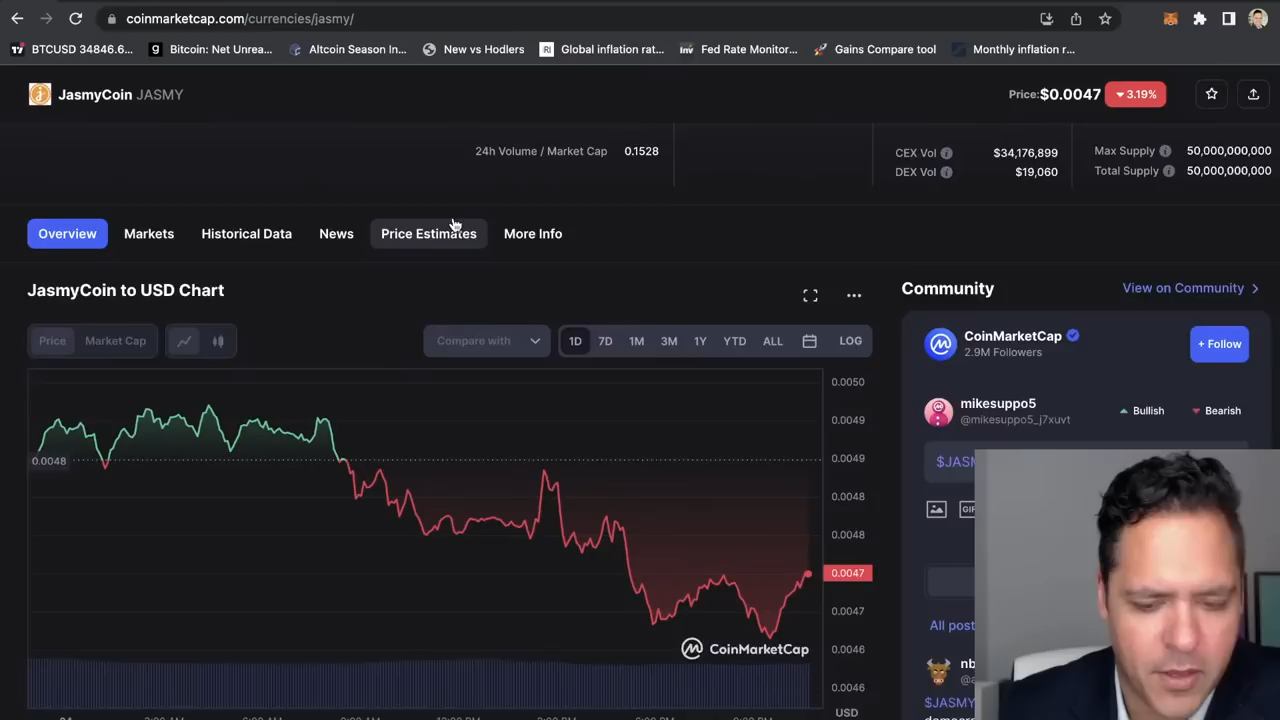 coinmarketcap.com/currencies/jasmy/
BTCUSD 34846.6... Bitcoin: Net Unrea... Altcoin Season In... New vs Hodlers Global inflation rat... Fed Rate Monitor... Gains Compare tool Monthly inflation r...
JasmyCoin JASMY Price:$0.0047 3.19%
24h Volume / Market Cap 0.1528
CEX Vol $34,176,899
DEX Vol $19,060
Max Supply 50,000,000,000
Total Supply 50,000,000,000
Overview Markets Historical Data News Price Estimates More Info
JasmyCoin to USD Chart
Price Market Cap Compare with 1D 7D 1M 3M 1Y YTD ALL LOG
0.0050
0.0049
0.0049
0.0048
0.0048
0.0048
0.0047
0.0047
0.0046
0.0046
CoinMarketCap
USD
Community View on Community
CoinMarketCap + Follow
2.9M Followers
mikesuppo5 Bullish Bearish
@mikesuppo5_j7xuvt
$JASM
GIF
All post
nb
@a
$JASMY